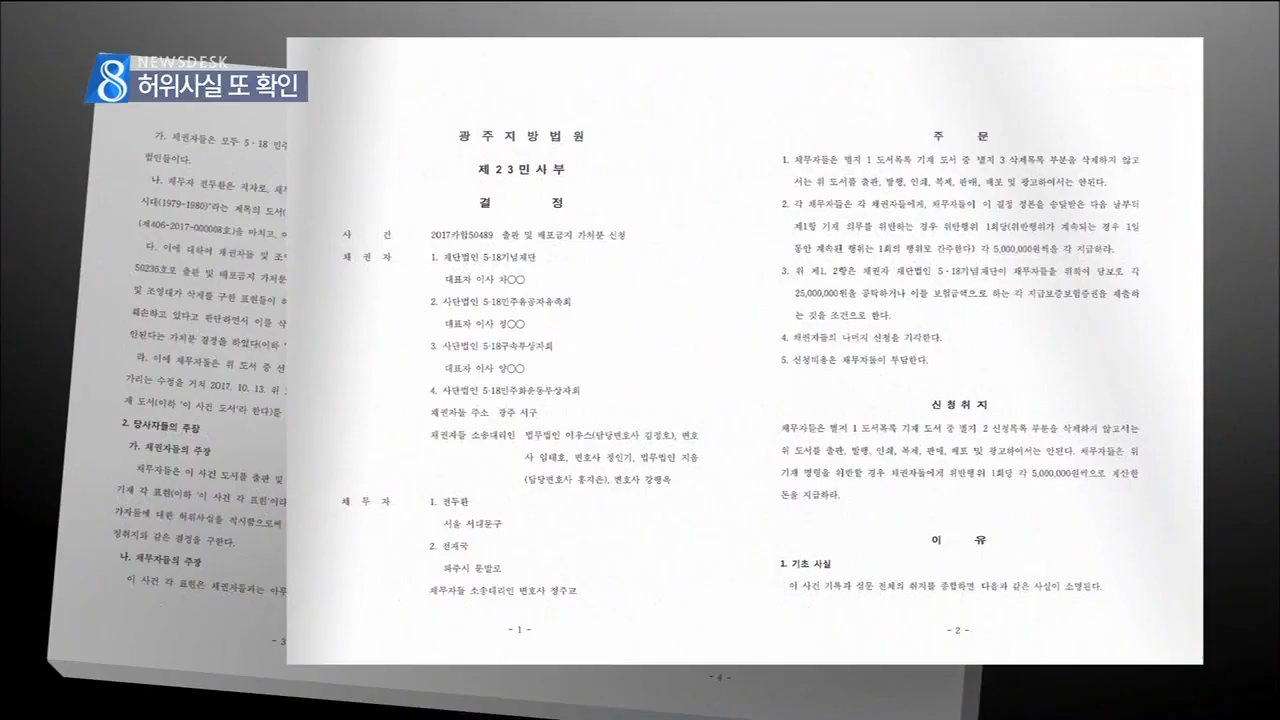 NEWSDESK
8 허위사실 또 확인
가. 채권자들은 모두 5·18 민주
법인들이다.
나. 채무자 전두환은 저자로, 채무
시대(1979-1980)"라는 제목의 도서(
(제406-2017-000008호)을 마치고, 이
다. 이에 대하여 채권자들 및 조영
50236호로 출판 및 배포금지 가처분
및 조영대가 삭제를 구한 표현들이 허
훼손하고 있다고 판단하면서 이를 삭
안된다는 가처분 결정을 하였다(이하 '
라. 이에 채무자들은 위 도서 중 선
가리는 수정을 거쳐 2017. 10. 13. 위
재 도서(이하 '이 사건 도서'라 한다)를
2. 당사자들의 주장
가. 채권자들의 주장
채무자들은 이 사건 도서를 출판 및
기재 각 표현(이하 '이 사건 각 표현'이라
가자들에 대한 허위사실을 적시함으로써
청취지와 같은 결정을 구한다.
나. 채무자들의 주장
이 사건 각 표현은 채권자들과는 아무
- 3
- 4 -
광 주 지 방 법 원
제 2 3 민 사 부
결 정
사 건 2017카합50489 출판 및 배포금지 가처분 신청
채 권 자 1. 재단법인 5·18기념재단
대표자 이사 차○○
2. 사단법인 5·18민주유공자유족회
대표자 이사 정○○
3. 사단법인 5·18구속부상자회
대표자 이사 양○○
4. 사단법인 5·18민주화운동부상자회
채권자들 주소 광주 서구
채권자들 소송대리인 법무법인 이우스(담당변호사 김정호), 변호
사 임태호, 변호사 정인기, 법무법인 지음
(담당변호사 홍지은), 변호사 강행옥
채 무 자 1. 전두환
서울 서대문구
2. 전재국
파주시 문발로
채무자들 소송대리인 변호사 정주교
- 1 -
주 문
1. 채무자들은 별지 1 도서목록 기재 도서 중 별지 3 삭제목록 부분을 삭제하지 않고
서는 위 도서를 출판, 발행, 인쇄, 복제, 판매, 배포 및 광고하여서는 안된다.
2. 각 채무자들은 각 채권자들에게, 채무자들이 이 결정 정본을 송달받은 다음 날부터
제1항 기재 의무를 위반하는 경우 위반행위 1회당(위반행위가 계속되는 경우 1일
동안 계속된 행위는 1회의 행위로 간주한다) 각 5,000,000원씩을 각 지급하라.
3. 위 제1, 2항은 채권자 재단법인 5·18기념재단이 채무자들을 위하여 담보로 각
25,000,000원을 공탁하거나 이를 보험금액으로 하는 각 지급보증보험증권을 제출하
는 것을 조건으로 한다.
4. 채권자들의 나머지 신청을 기각한다.
5. 신청비용은 채무자들이 부담한다.
신 청 취 지
채무자들은 별지 1 도서목록 기재 도서 중 별지 2 신청목록 부분을 삭제하지 않고서는
위 도서를 출판, 발행, 인쇄, 복제, 판매, 배포 및 광고하여서는 안된다. 채무자들은 위
기재 명령을 위반할 경우 채권자들에게 위반행위 1회당 각 5,000,000원씩으로 계산한
돈을 지급하라.
이 유
1. 기초 사실
이 사건 기록과 심문 전체의 취지를 종합하면 다음과 같은 사실이 소명된다.
- 2 -